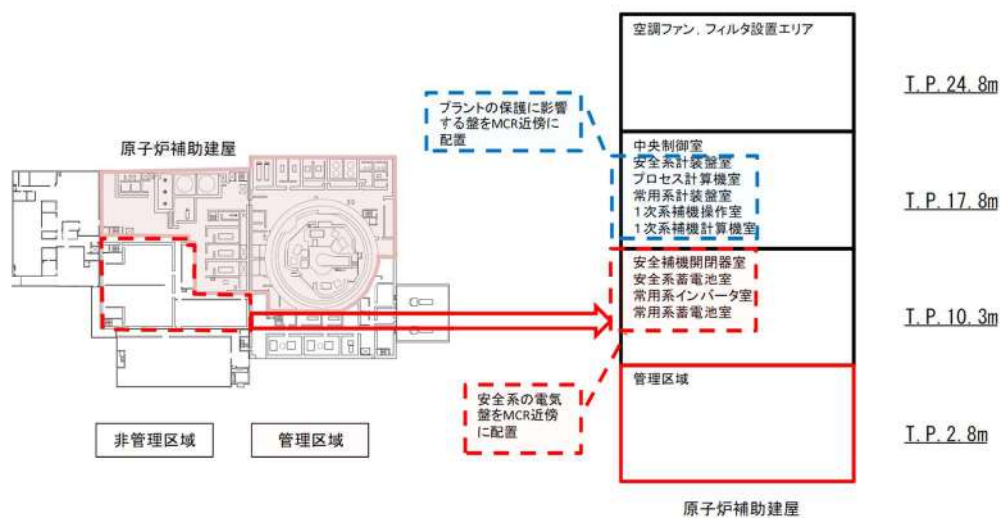 空調ファン、フィルタ設置エリア
T.P.24.8m
プラントの保護に影響
する盤をMCR近傍に
配置
原子炉補助建屋
中央制御室
安全系計装盤室
プロセス計算機室
常用系計装盤室
1次系補機操作室
1次系補機計算機室
T.P.17.8m
安全補機開閉器室
安全系蓄電池室
常用系インバータ室
常用系蓄電池室
T.P.10.3m
管理区域
安全系の電気
盤をMCR近傍
に配置
非管理区域
管理区域
T.P.2.8m
原子炉補助建屋